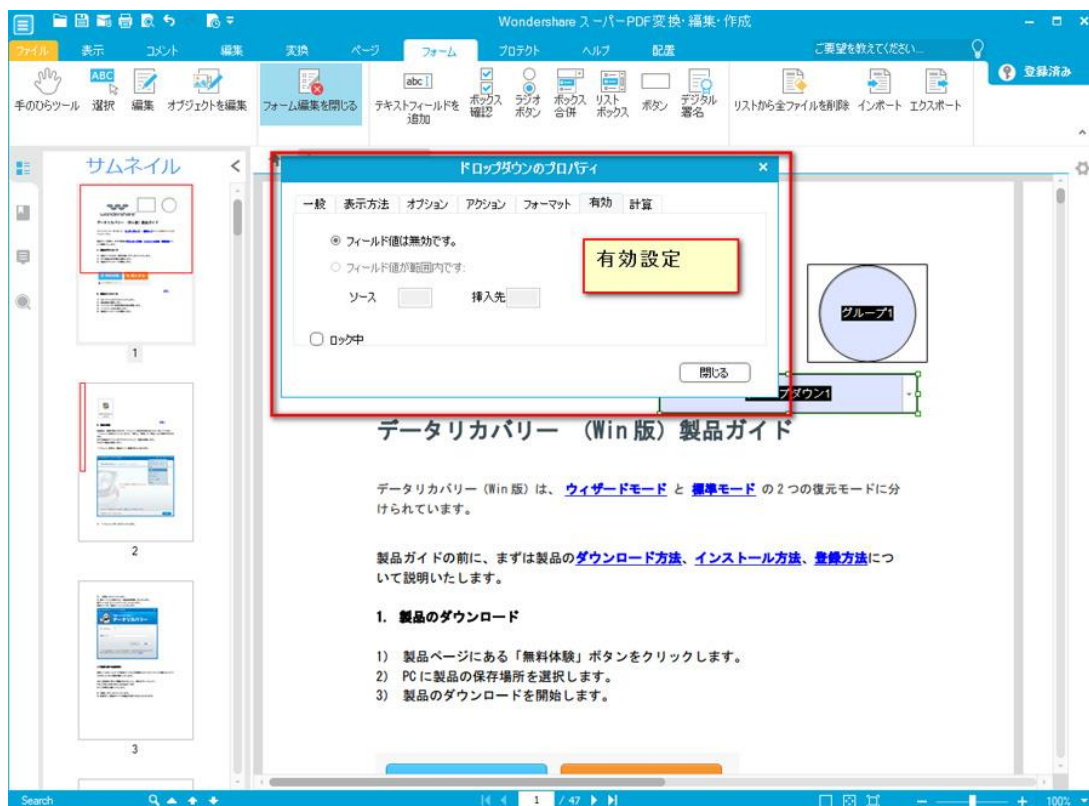 Wondershare スーパーPDF変換・編集・作成
ファイル 表示 コメント 編集 変換 ページ フォーム プロテクト ヘルプ 配置 ご要望を教えてください...
登録済み
手のひらツール 選択 編集 オブジェクトを編集 フォーム編集を閉じる テキストフィールドを追加 ボックス確認 ラジオボタン ボックス合併 リストボックス ボタン デジタル署名 リストから全ファイルを削除 インポート エクスポート
ABC
abc
サムネイル
ドロップダウンのプロパティ
一般 表示方法 オプション アクション フォーマット 有効 計算
フィールド値は無効です。
フィールド値が範囲内です:
ソース 挿入先
ロック中
閉じる
有効設定
グループ1
プダウン1
1
2
3
データリカバリー (Win版) 製品ガイド
データリカバリー (Win版) は、 ウィザードモード と 標準モード の2つの復元モードに分
けられています。
製品ガイドの前に、まずは製品のダウンロード方法、インストール方法、登録方法につ
いて説明いたします。
1. 製品のダウンロード
1) 製品ページにある「無料体験」ボタンをクリックします。
2) PCに製品の保存場所を選択します。
3) 製品のダウンロードを開始します。
Search 1 / 47 100%